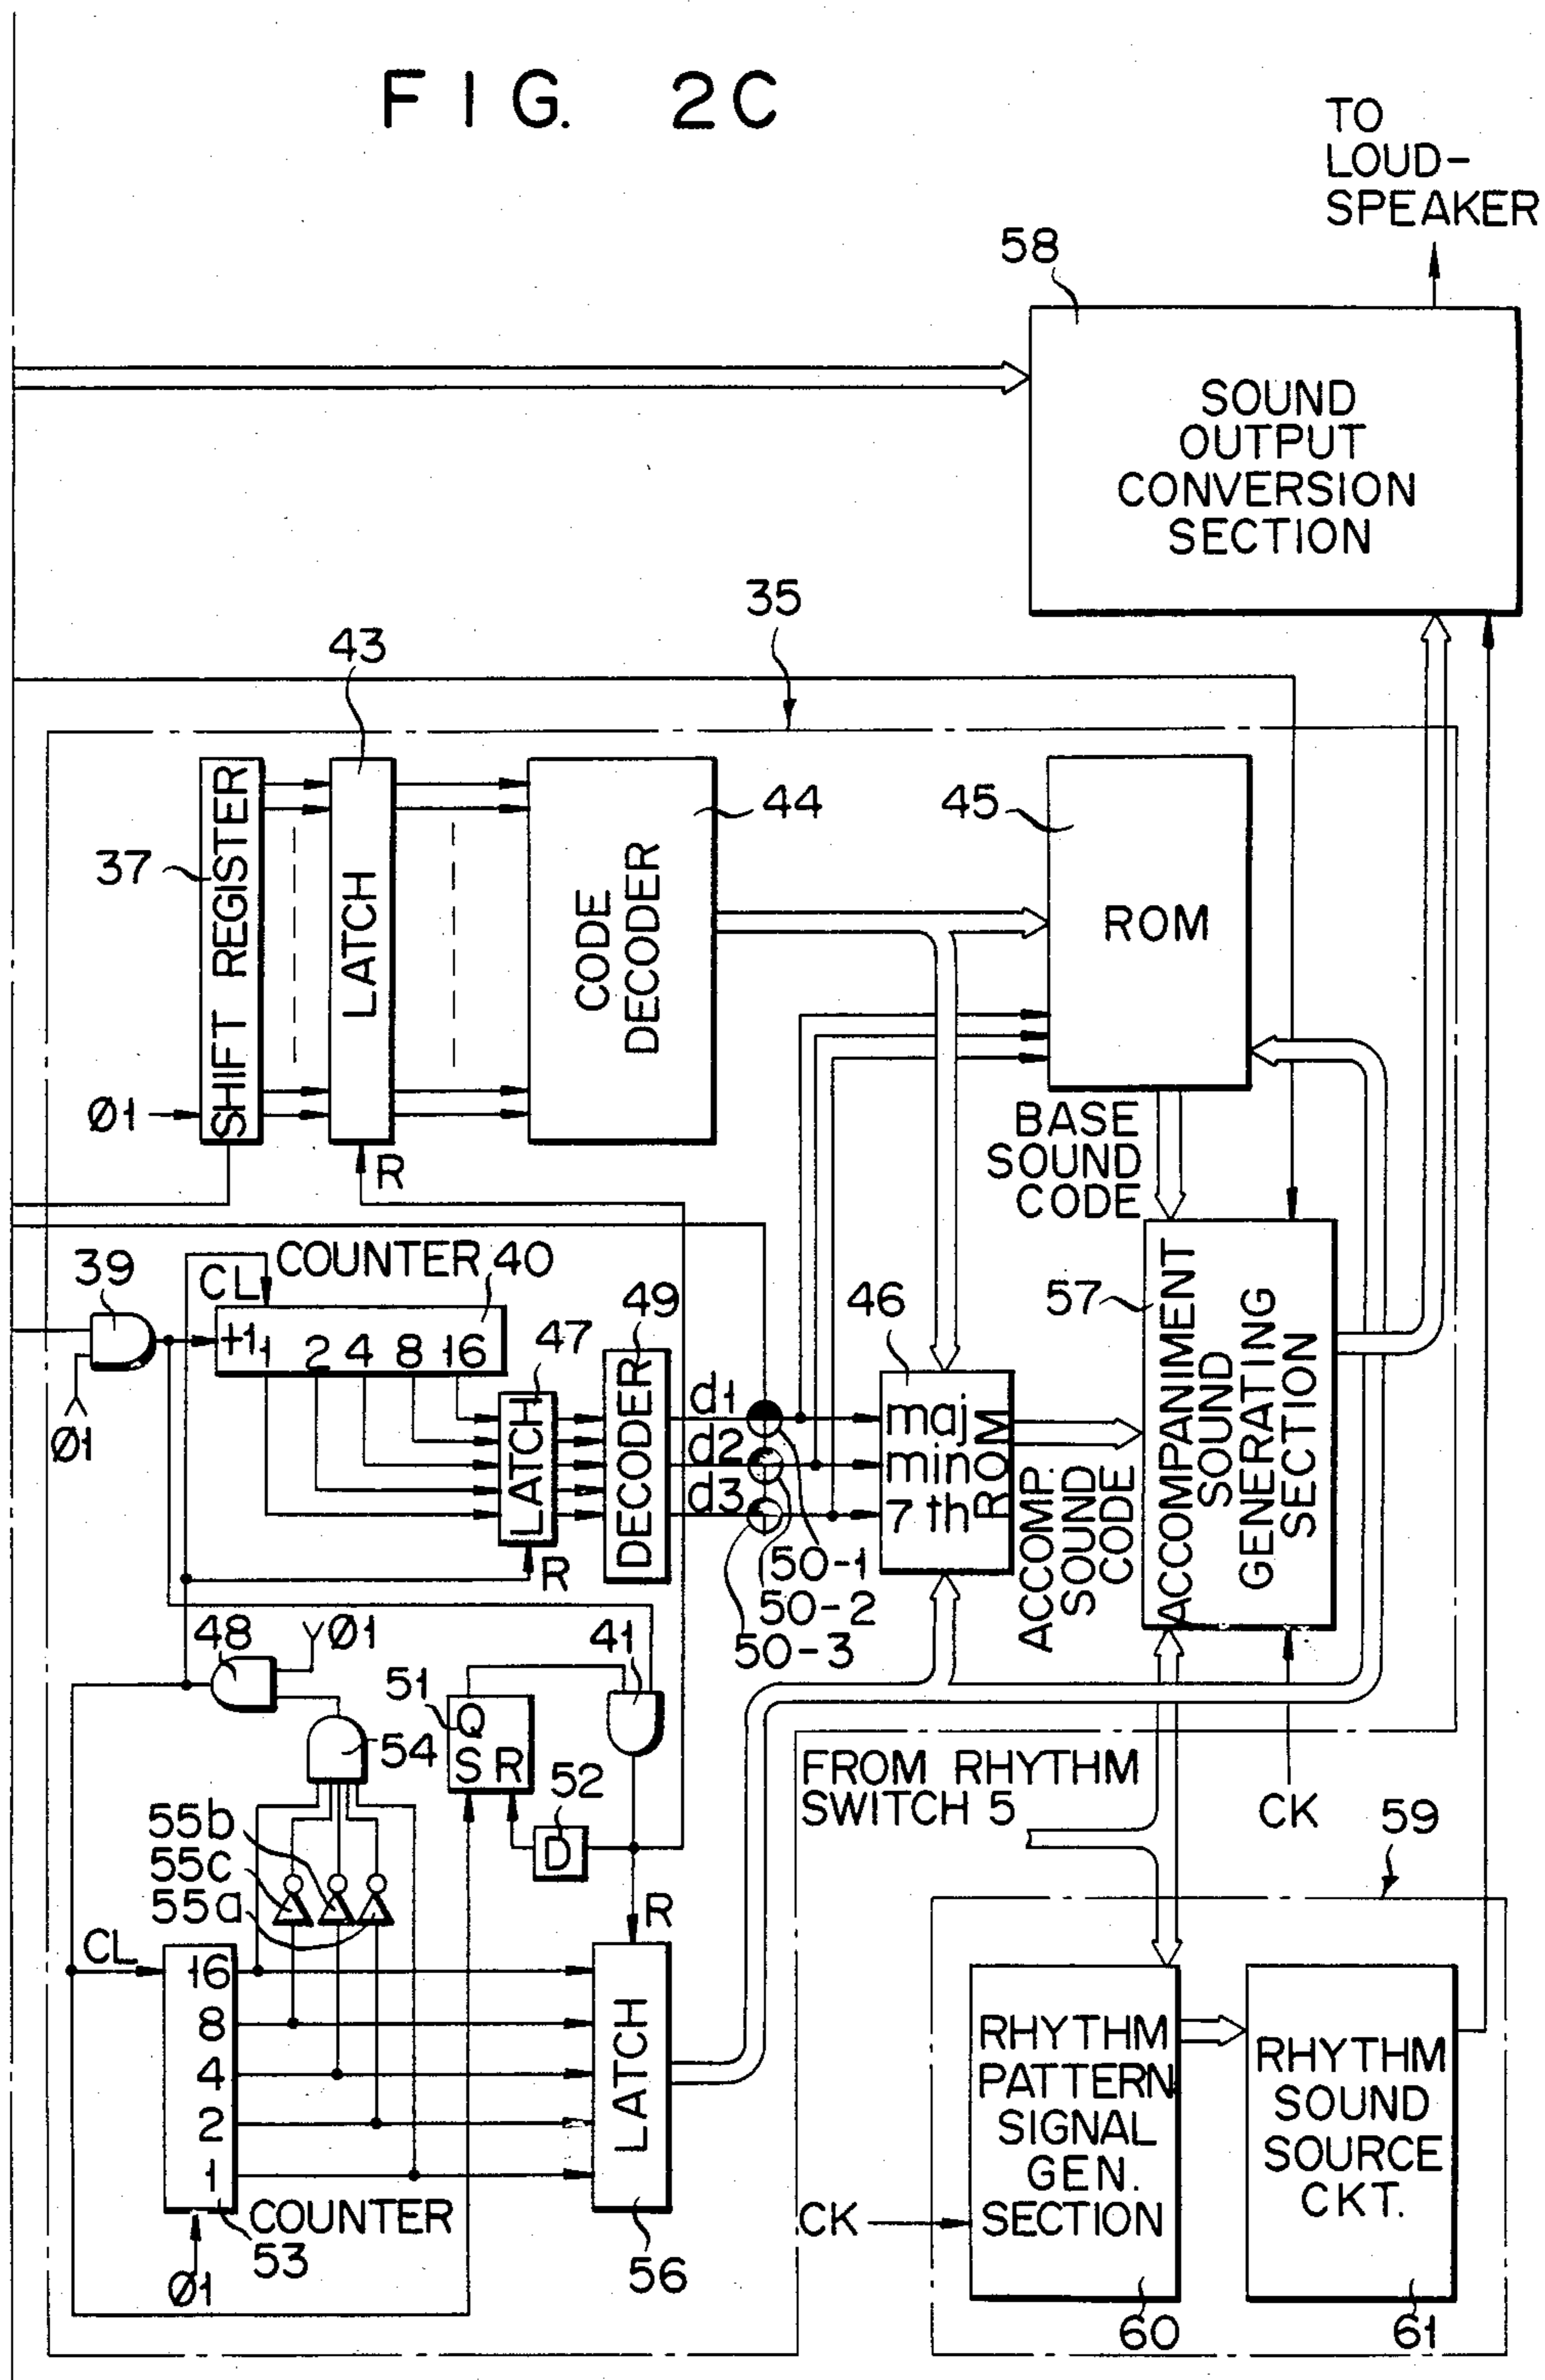 FIG. 2C
TO
LOUD-
SPEAKER
58
SOUND
OUTPUT
CONVERSION
SECTION
35
43
37
SHIFT REGISTER
LATCH
44
CODE
DECODER
45
ROM
Ø1
R
BASE
SOUND
CODE
39
CL
COUNTER 40
+1 1 2 4 8 16
Ø1
47
LATCH
R
49
DECODER
d1
d2
d3
50-1
50-2
50-3
46
maj
min
7th
ROM
ACCOMP.
SOUND
CODE
57
ACCOMPANIMENT
SOUND
GENERATING
SECTION
48
Ø1
41
51
Q
S R
54
52
D
FROM RHYTHM
SWITCH 5
CK
59
55b
55c
55a
R
CL
16
8
4
2
1
COUNTER
53
Ø1
LATCH
56
CK
RHYTHM
PATTERN
SIGNAL
GEN.
SECTION
60
RHYTHM
SOUND
SOURCE
CKT.
61